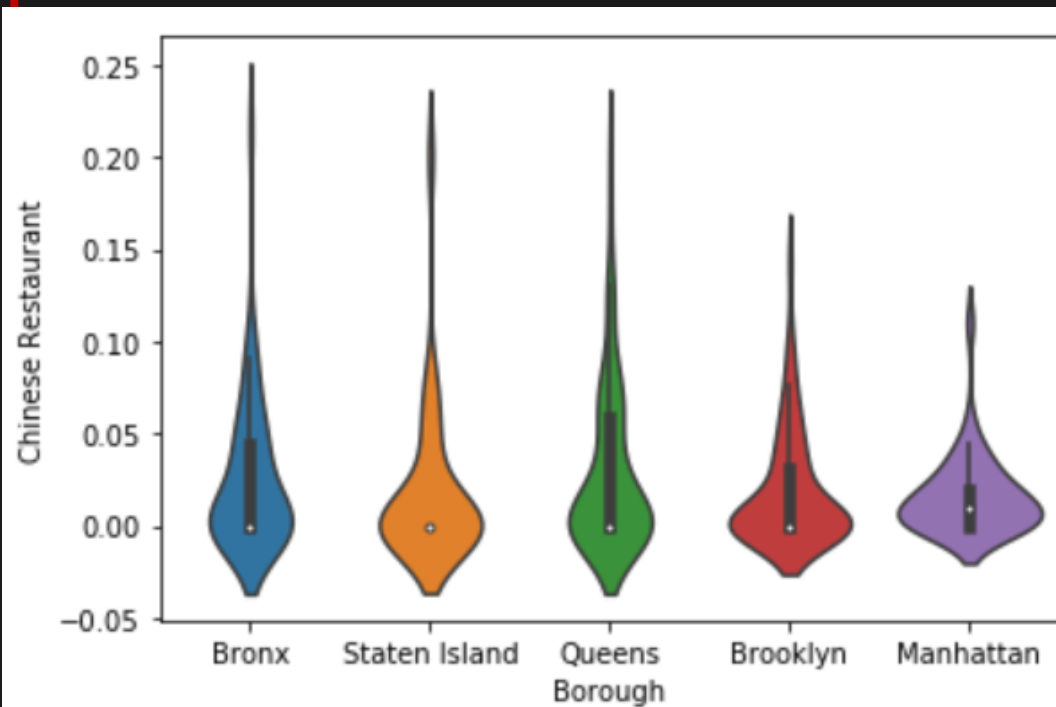 0.25
0.20
0.15
0.10
0.05
0.00
−0.05
Chinese Restaurant
Bronx Staten Island Queens Brooklyn Manhattan
Borough